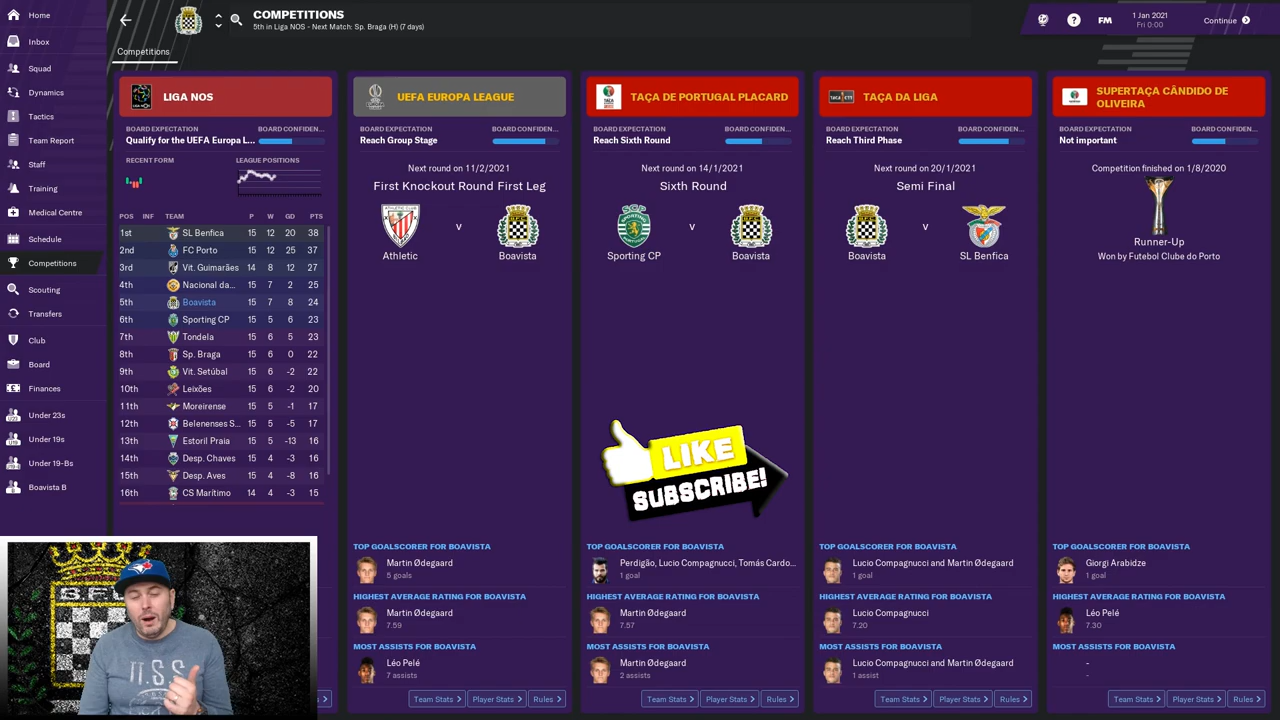 Home
Inbox
Squad
Dynamics
Tactics
Team Report
Staff
Training
Medical Centre
Schedule
Competitions
Scouting
Transfers
Club
Board
Finances
Under 23s
Under 19s
Under 19-Bs
Boavista B
COMPETITIONS
5th in Liga NOS - Next Match: Sp. Braga (H) (7 days)
FM
1 Jan 2021
Fri 0:00
Continue
Competitions
LIGA NOS
BOARD EXPECTATION BOARD CONFIDEN...
Qualify for the UEFA Europa L...
RECENT FORM LEAGUE POSITIONS
POS INF TEAM P W GD PTS
1st SL Benfica 15 12 20 38
2nd FC Porto 15 12 25 37
3rd Vit. Guimarães 14 8 12 27
4th Nacional da... 15 7 2 25
5th Boavista 15 7 8 24
6th Sporting CP 15 5 6 23
7th Tondela 15 6 5 23
8th Sp. Braga 15 6 0 22
9th Vit. Setúbal 15 6 -2 22
10th Leixões 15 6 -2 20
11th Moreirense 15 5 -1 17
12th Belenenses S... 15 5 -5 17
13th Estoril Praia 15 5 -13 16
14th Desp. Chaves 15 4 -3 16
15th Desp. Aves 15 4 -8 16
16th CS Marítimo 14 4 -3 15
UEFA EUROPA LEAGUE
BOARD EXPECTATION BOARD CONFIDEN...
Reach Group Stage
Next round on 11/2/2021
First Knockout Round First Leg
v
Athletic Boavista
TOP GOALSCORER FOR BOAVISTA
Martin Ødegaard
5 goals
HIGHEST AVERAGE RATING FOR BOAVISTA
Martin Ødegaard
7.59
MOST ASSISTS FOR BOAVISTA
Léo Pelé
7 assists
Team Stats Player Stats Rules
TAÇA DE PORTUGAL PLACARD
BOARD EXPECTATION BOARD CONFIDEN...
Reach Sixth Round
Next round on 14/1/2021
Sixth Round
v
Sporting CP Boavista
LIKE
SUBSCRIBE!
TOP GOALSCORER FOR BOAVISTA
Perdigão, Lucio Compagnucci, Tomás Cardo...
1 goal
HIGHEST AVERAGE RATING FOR BOAVISTA
Martin Ødegaard
7.57
MOST ASSISTS FOR BOAVISTA
Martin Ødegaard
2 assists
Team Stats Player Stats Rules
TAÇA DA LIGA
BOARD EXPECTATION BOARD CONFIDEN...
Reach Third Phase
Next round on 20/1/2021
Semi Final
v
Boavista SL Benfica
TOP GOALSCORER FOR BOAVISTA
Lucio Compagnucci and Martin Ødegaard
1 goal
HIGHEST AVERAGE RATING FOR BOAVISTA
Lucio Compagnucci
7.20
MOST ASSISTS FOR BOAVISTA
Lucio Compagnucci and Martin Ødegaard
1 assist
Team Stats Player Stats Rules
SUPERTAÇA CÂNDIDO DE
OLIVEIRA
BOARD EXPECTATION BOARD CONFIDEN...
Not important
Competition finished on 1/8/2020
Runner-Up
Won by Futebol Clube do Porto
TOP GOALSCORER FOR BOAVISTA
Giorgi Arabidze
1 goal
HIGHEST AVERAGE RATING FOR BOAVISTA
Léo Pelé
7.30
MOST ASSISTS FOR BOAVISTA
-
-
Team Stats Player Stats Rules